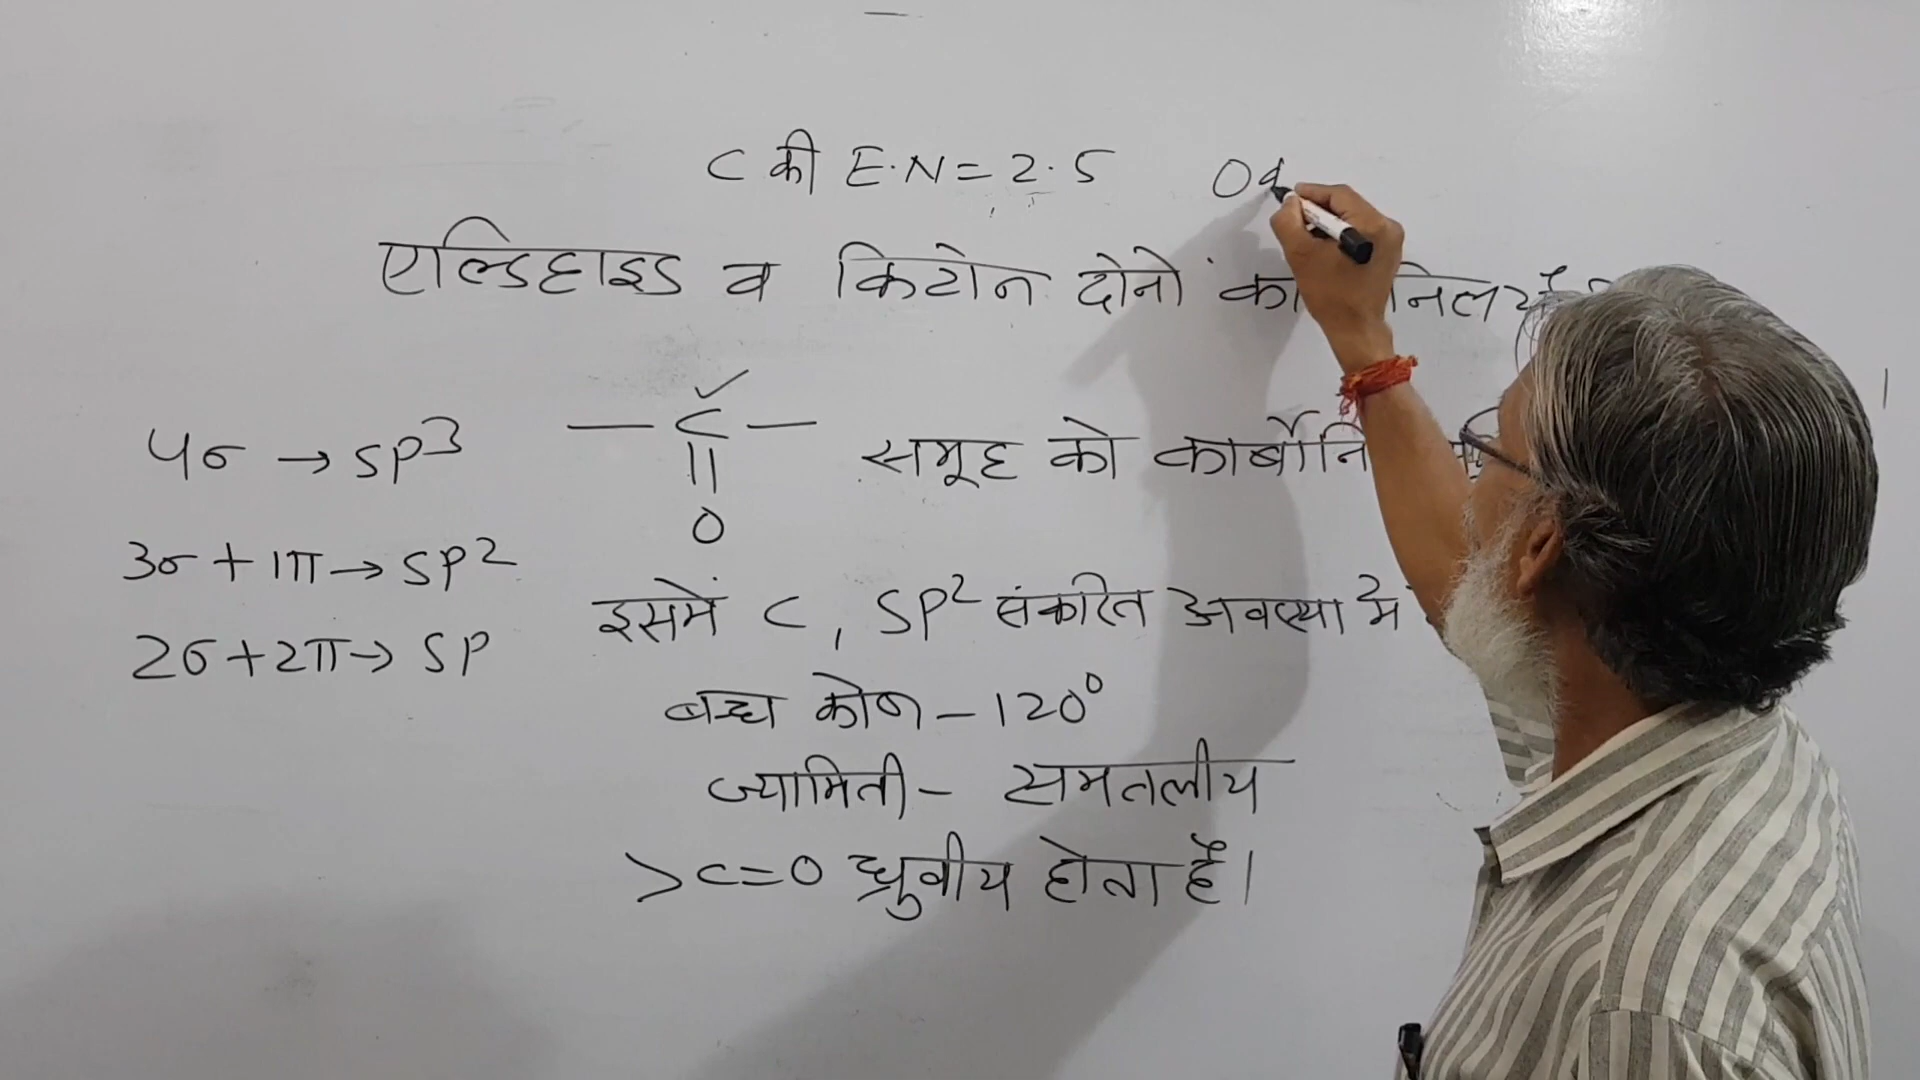 C की E.N = 2.5 O
एल्डिहाइड व किटोन दोनो
— C —
||
O
समूह को
4σ → SP³
3σ + 1π → SP²
2σ + 2π → SP
इसमें C, SP² संकरित अवस्था मे
बन्ध कोण – 120°
ज्यामिती – समतलीय
>C=O ध्रुवीय होता है।